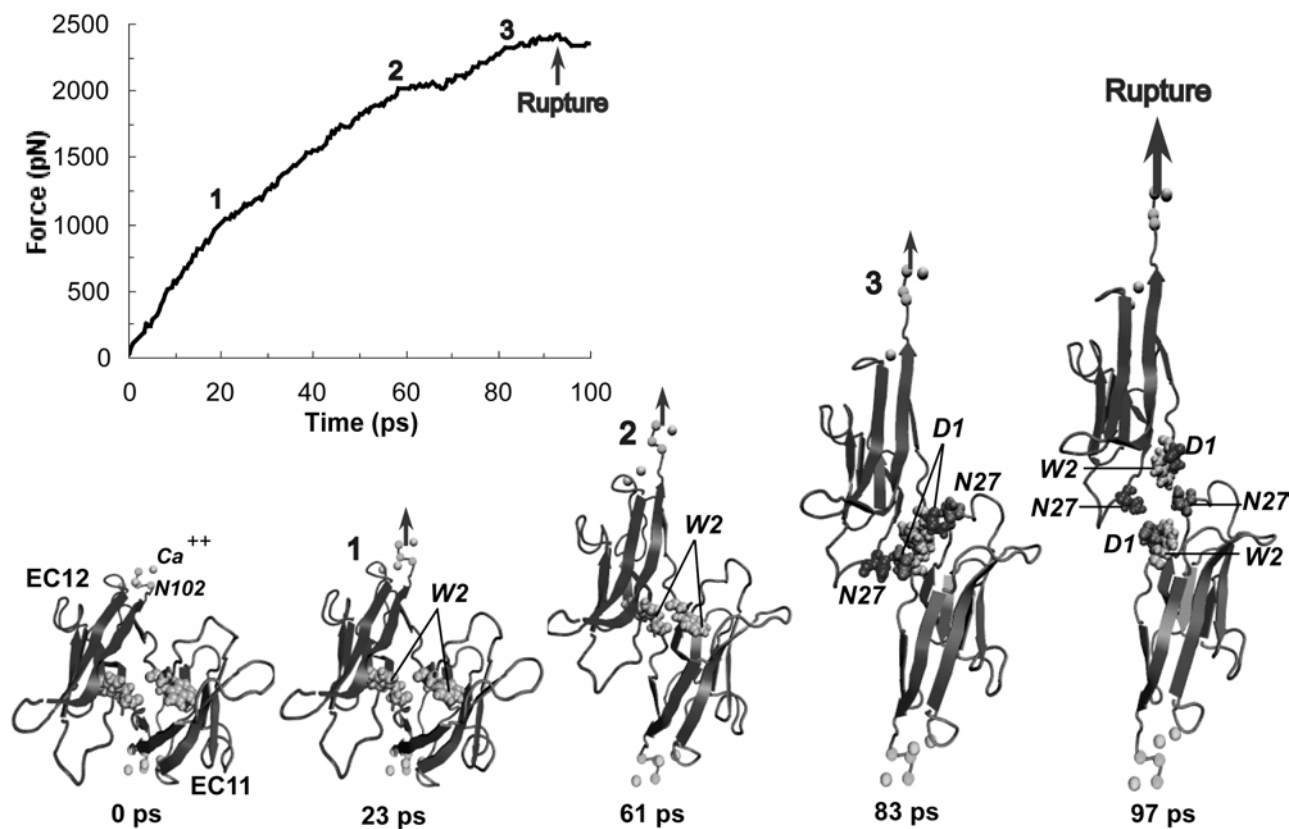 2500
2000
1500
1000
500
0
Force (pN)
0 20 40 60 80 100
Time (ps)
1
2
3
Rupture
EC12
Ca ++
N102
EC11
0 ps
1
W2
23 ps
2
W2
61 ps
3
D1
N27
N27
83 ps
Rupture
D1
W2
N27
N27
D1
W2
97 ps